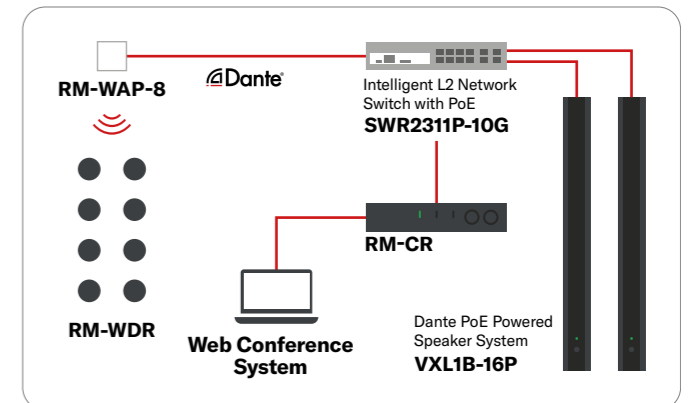 RM-WAP-8
Dante
Intelligent L2 Network
Switch with PoE
SWR2311P-10G
RM-CR
RM-WDR
Web Conference
System
Dante PoE Powered
Speaker System
VXL1B-16P